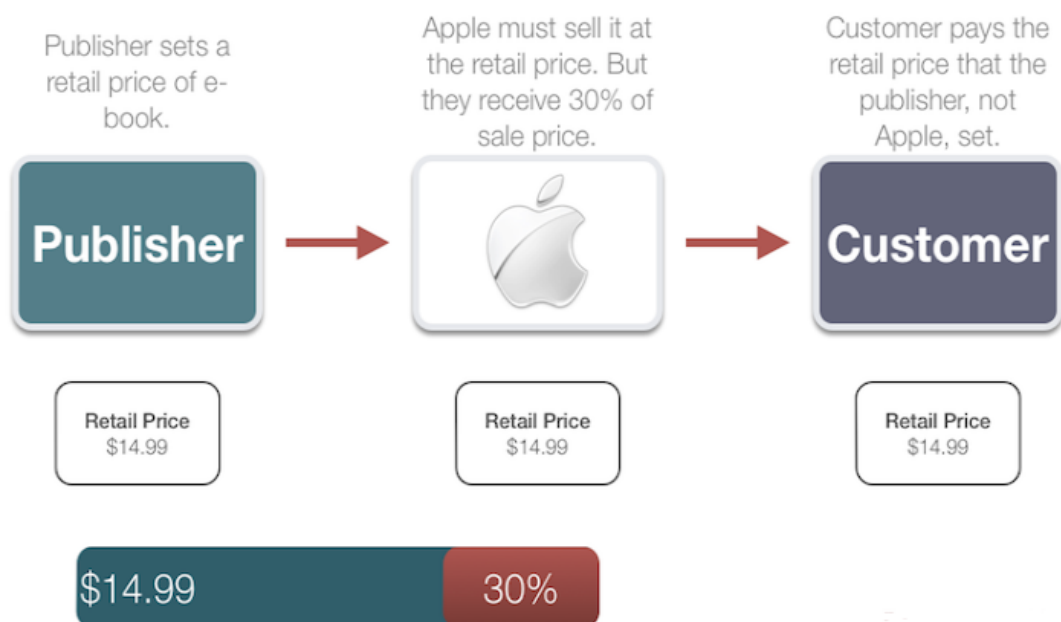 Publisher sets a
retail price of e-
book.
Apple must sell it at
the retail price. But
they receive 30% of
sale price.
Customer pays the
retail price that the
publisher, not
Apple, set.
Publisher
Customer
Retail Price
$14.99
Retail Price
$14.99
Retail Price
$14.99
$14.99
30%